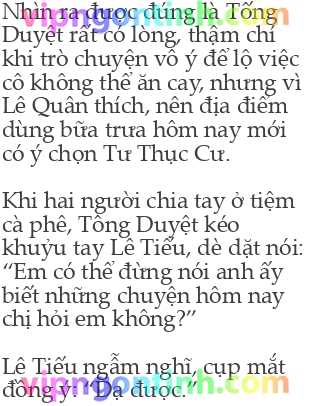 Nhìn ra được đúng là Tống
Duyệt rất có lòng, thậm chí
khi trò chuyện vô ý để lộ việc
cô không thể ăn cay, nhưng vì
Lê Quân thích, nên địa điểm
dùng bữa trưa hôm nay mới
có ý chọn Tư Thục Cư.

Khi hai người chia tay ở tiệm
cà phê, Tống Duyệt kéo
khuỷu tay Lê Tiếu, dè dặt nói:
“Em có thể đừng nói anh ấy
biết những chuyện hôm nay
chị hỏi em không?”

Lê Tiếu ngẫm nghĩ, cụp mắt
đồng ý: “Dạ được.”
vipngontinh.com
vipngontinh.com